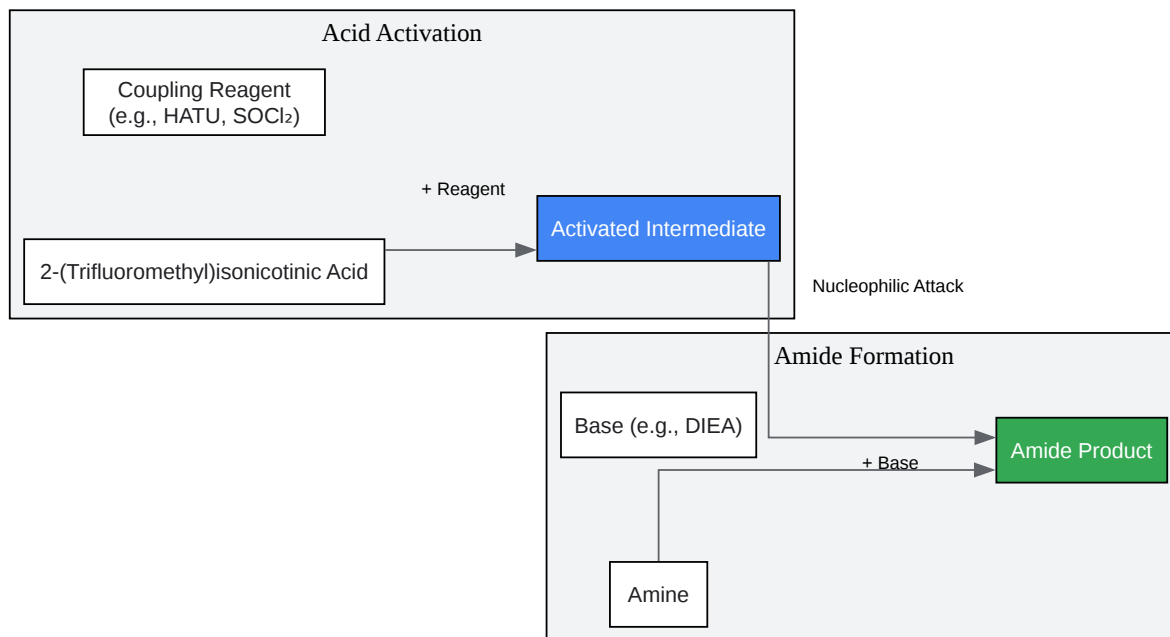 Acid Activation
Coupling Reagent
(e.g., HATU, SOCl₂)
+ Reagent
Activated Intermediate
2-(Trifluoromethyl)isonicotinic Acid
Nucleophilic Attack
Amide Formation
Base (e.g., DIEA)
Amide Product
+ Base
Amine